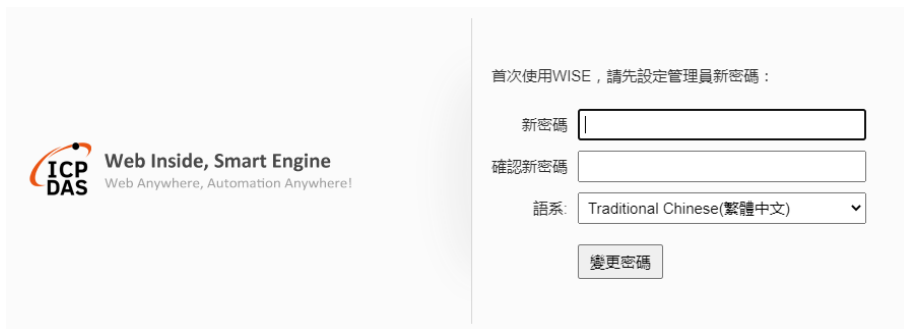 ICP
DAS
Web Inside, Smart Engine
Web Anywhere, Automation Anywhere!
首次使用WISE，請先設定管理員新密碼：
新密碼
確認新密碼
語系:
Traditional Chinese(繁體中文)
變更密碼